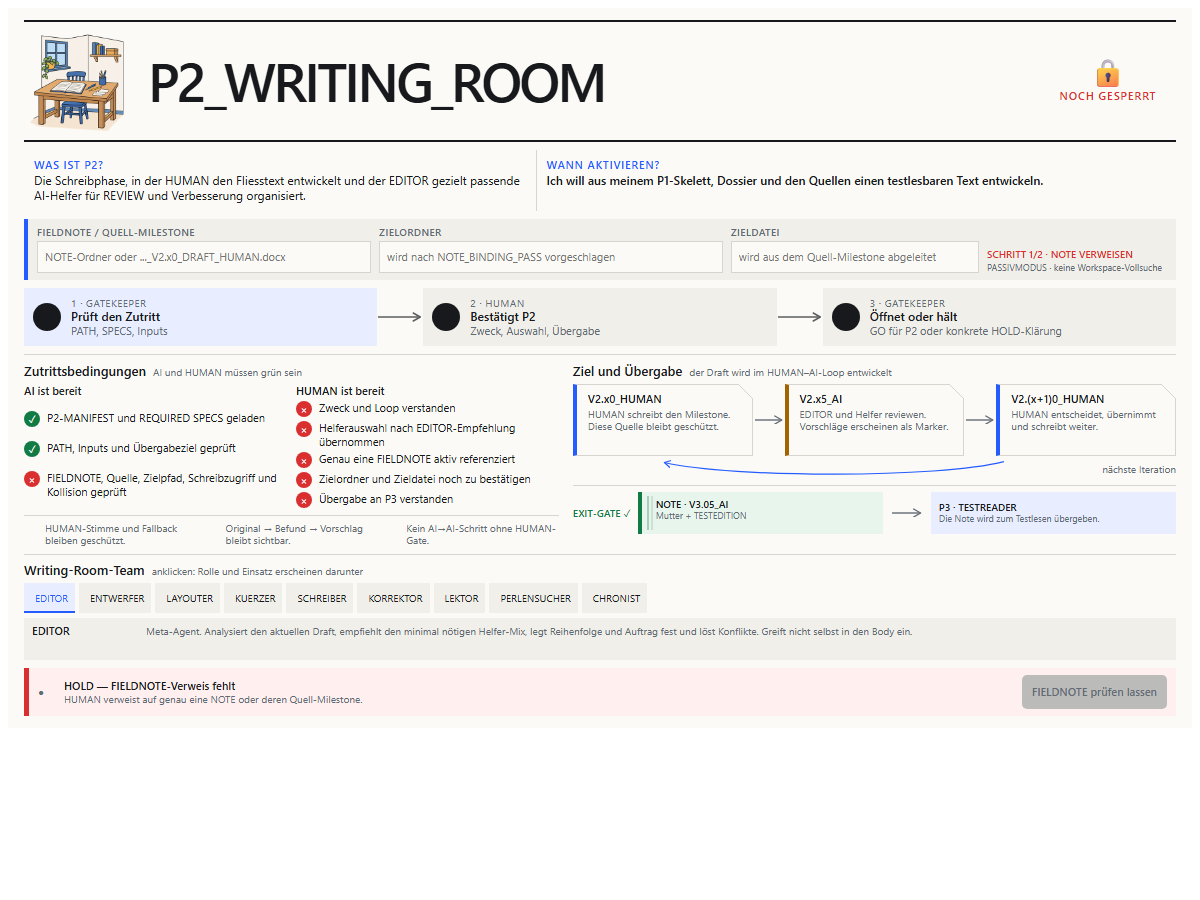 P2_WRITING_ROOM
NOCH GESPERRT
WAS IST P2?
Die Schreibphase, in der HUMAN den Fliesstext entwickelt und der EDITOR gezielt passende
AI-Helfer für REVIEW und Verbesserung organisiert.
WANN AKTIVIEREN?
Ich will aus meinem P1-Skelett, Dossier und den Quellen einen testlesbaren Text entwickeln.
FIELDNOTE / QUELL-MILESTONE
NOTE-Ordner oder …_V2.x0_DRAFT_HUMAN.docx
ZIELORDNER
wird nach NOTE_BINDING_PASS vorgeschlagen
ZIELDATEI
wird aus dem Quell-Milestone abgeleitet
SCHRITT 1/2 · NOTE VERWEISEN
PASSIVMODUS · keine Workspace-Vollsuche
1 · GATEKEEPER
Prüft den Zutritt
PATH, SPECS, Inputs
2 · HUMAN
Bestätigt P2
Zweck, Auswahl, Übergabe
3 · GATEKEEPER
Öffnet oder hält
GO für P2 oder konkrete HOLD-Klärung
Zutrittsbedingungen AI und HUMAN müssen grün sein
AI ist bereit
✓ P2-MANIFEST und REQUIRED SPECS geladen
✓ PATH, Inputs und Übergabeziel geprüft
× FIELDNOTE, Quelle, Zielpfad, Schreibzugriff und
Kollision geprüft
HUMAN ist bereit
× Zweck und Loop verstanden
× Helferauswahl nach EDITOR-Empfehlung
übernommen
× Genau eine FIELDNOTE aktiv referenziert
× Zielordner und Zieldatei noch zu bestätigen
× Übergabe an P3 verstanden
HUMAN-Stimme und Fallback
bleiben geschützt.
Original → Befund → Vorschlag
bleibt sichtbar.
Kein AI→AI-Schritt ohne HUMAN-
Gate.
Ziel und Übergabe der Draft wird im HUMAN–AI-Loop entwickelt
V2.x0_HUMAN
HUMAN schreibt den Milestone.
Diese Quelle bleibt geschützt.
V2.x5_AI
EDITOR und Helfer reviewen.
Vorschläge erscheinen als Marker.
V2.(x+1)0_HUMAN
HUMAN entscheidet, übernimmt
und schreibt weiter.
nächste Iteration
EXIT-GATE ✓
NOTE · V3.05_AI
Mutter + TESTEDITION
P3 · TESTREADER
Die Note wird zum Testlesen übergeben.
Writing-Room-Team anklicken: Rolle und Einsatz erscheinen darunter
EDITOR
ENTWERFER
LAYOUTER
KUERZER
SCHREIBER
KORREKTOR
LEKTOR
PERLENSUCHER
CHRONIST
EDITOR
Meta-Agent. Analysiert den aktuellen Draft, empfiehlt den minimal nötigen Helfer-Mix, legt Reihenfolge und Auftrag fest und löst Konflikte. Greift nicht selbst in den Body ein.
HOLD — FIELDNOTE-Verweis fehlt
HUMAN verweist auf genau eine NOTE oder deren Quell-Milestone.
FIELDNOTE prüfen lassen